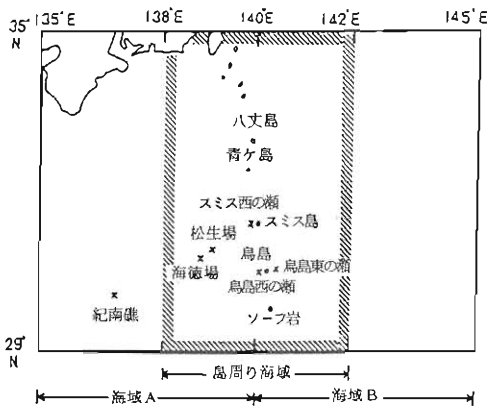 135°E 138°E 140°E 142°E 145°E
35°
N
八丈島
青ケ島
スミス西の瀬
スミス島
松生場
鳥島
鳥島東の瀬
海徳場
鳥島西の瀬
紀南礁
ソーフ岩
29°
N
島周り海域
海域A 海域B